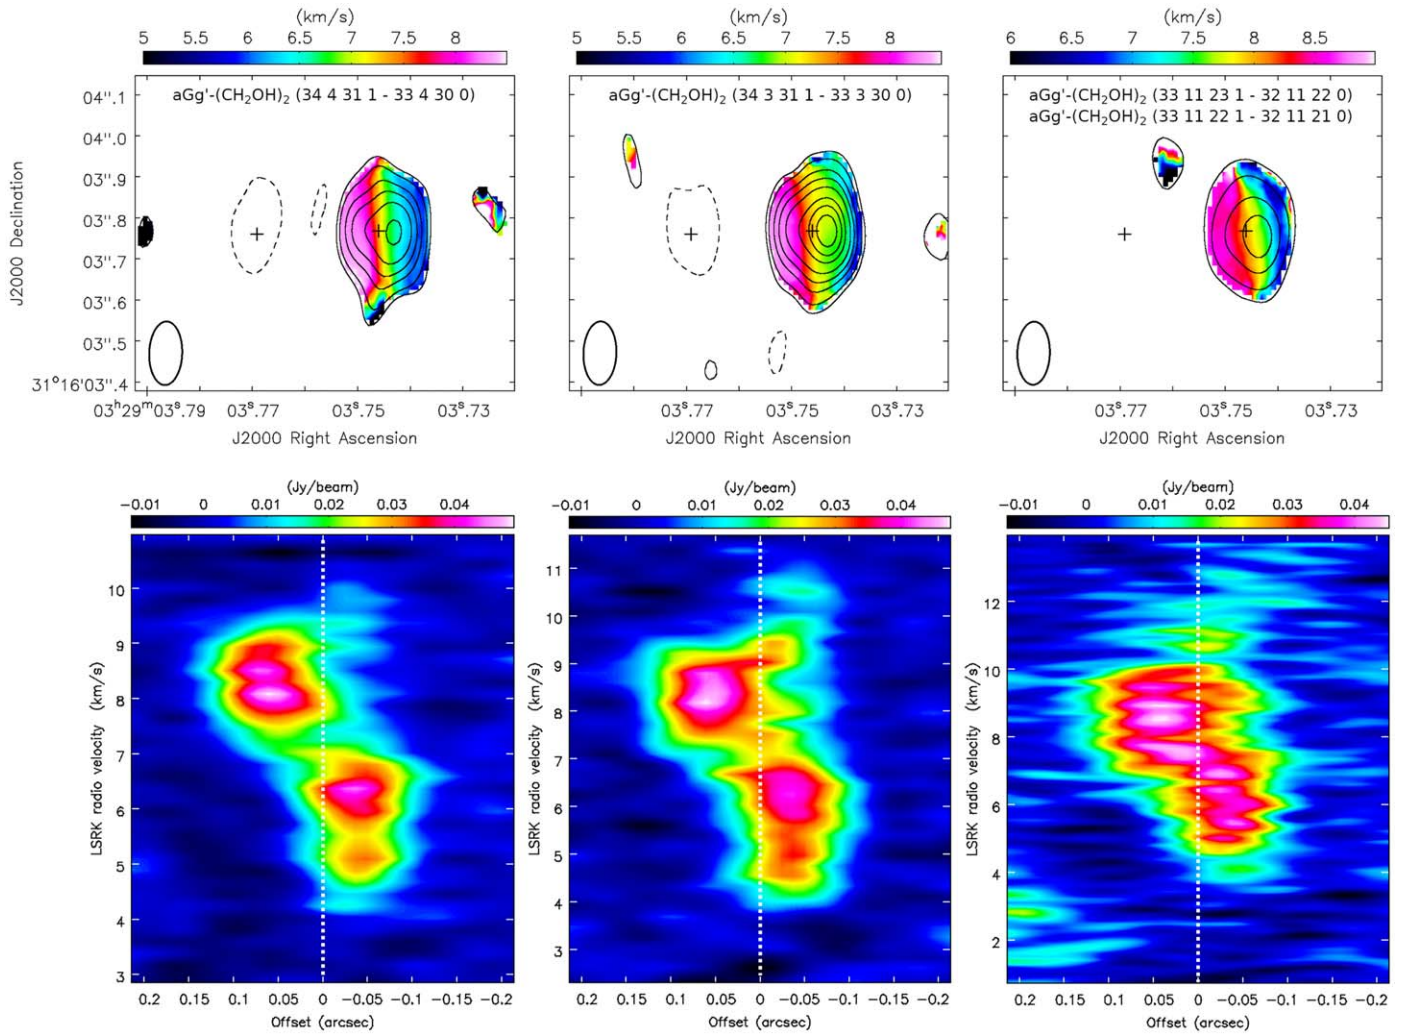 (km/s) (km/s) (km/s)
5 5.5 6 6.5 7 7.5 8 5 5.5 6 6.5 7 7.5 8 6 6.5 7 7.5 8 8.5
04".1 aGg'-(CH₂OH)₂ (34 4 31 1 - 33 4 30 0) aGg'-(CH₂OH)₂ (34 3 31 1 - 33 3 30 0) aGg'-(CH₂OH)₂ (33 11 23 1 - 32 11 22 0)
aGg'-(CH₂OH)₂ (33 11 22 1 - 32 11 21 0)
04".0
03".9
03".8
03".7
03".6
03".5
31°16'03".4
J2000 Declination
03ʰ29ᵐ03ˢ.79 03ˢ.77 03ˢ.75 03ˢ.73 03ˢ.77 03ˢ.75 03ˢ.73 03ˢ.77 03ˢ.75 03ˢ.73
J2000 Right Ascension J2000 Right Ascension J2000 Right Ascension
(Jy/beam) (Jy/beam) (Jy/beam)
−0.01 0 0.01 0.02 0.03 0.04 −0.01 0 0.01 0.02 0.03 0.04 −0.01 0 0.01 0.02 0.03 0.04
LSRK radio velocity (km/s)
10
9
8
7
6
5
4
3
LSRK radio velocity (km/s)
11
10
9
8
7
6
5
4
3
LSRK radio velocity (km/s)
12
10
8
6
4
2
0.2 0.15 0.1 0.05 0 −0.05 −0.1 −0.15 −0.2 0.2 0.15 0.1 0.05 0 −0.05 −0.1 −0.15 −0.2 0.2 0.15 0.1 0.05 0 −0.05 −0.1 −0.15 −0.2
Offset (arcsec) Offset (arcsec) Offset (arcsec)